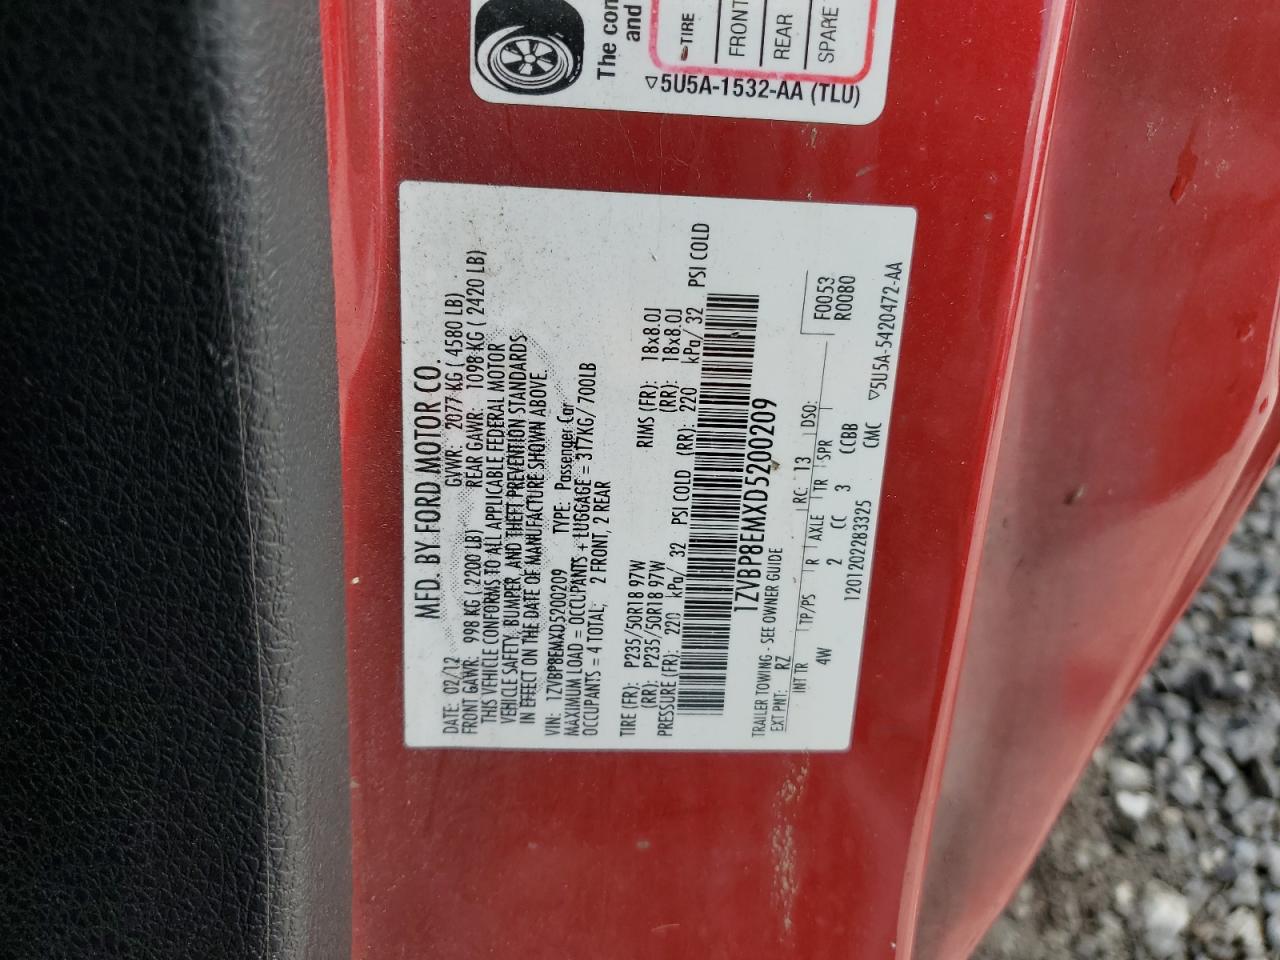 The con
and
TIRE
FRONT
REAR
SPARE
▽5U5A-1532-AA (TLU)
MFD. BY FORD MOTOR CO.
DATE: 02/12 GVWR: 2077 KG ( 4580 LB)
FRONT GAWR: 998 KG ( 2200 LB) REAR GAWR: 1098 KG ( 2420 LB)
THIS VEHICLE CONFORMS TO ALL APPLICABLE FEDERAL MOTOR
VEHICLE SAFETY, BUMPER, AND THEFT PREVENTION STANDARDS
IN EFFECT ON THE DATE OF MANUFACTURE SHOWN ABOVE.
VIN: 1ZVBP8EMXD5200209 TYPE: Passenger Car
MAXIMUM LOAD = OCCUPANTS + LUGGAGE = 317KG/700LB
OCCUPANTS = 4 TOTAL, 2 FRONT, 2 REAR
TIRE (FR): P235/50R18 97W RIMS (FR): 18x8.0J
(RR): P235/50R18 97W (RR): 18x8.0J
PRESSURE (FR): 220 kPa/ 32 PSI COLD (RR): 220 kPa/ 32 PSI COLD
1ZVBP8EMXD5200209
TRAILER TOWING - SEE OWNER GUIDE
EXT PNT: RZ RC: 13 DSO:
INT TR TP/PS R AXLE TR SPR F0053
4W 2 CC 3 CCBB R0080
1201202283325 CMC
▽5U5A-5420472-AA